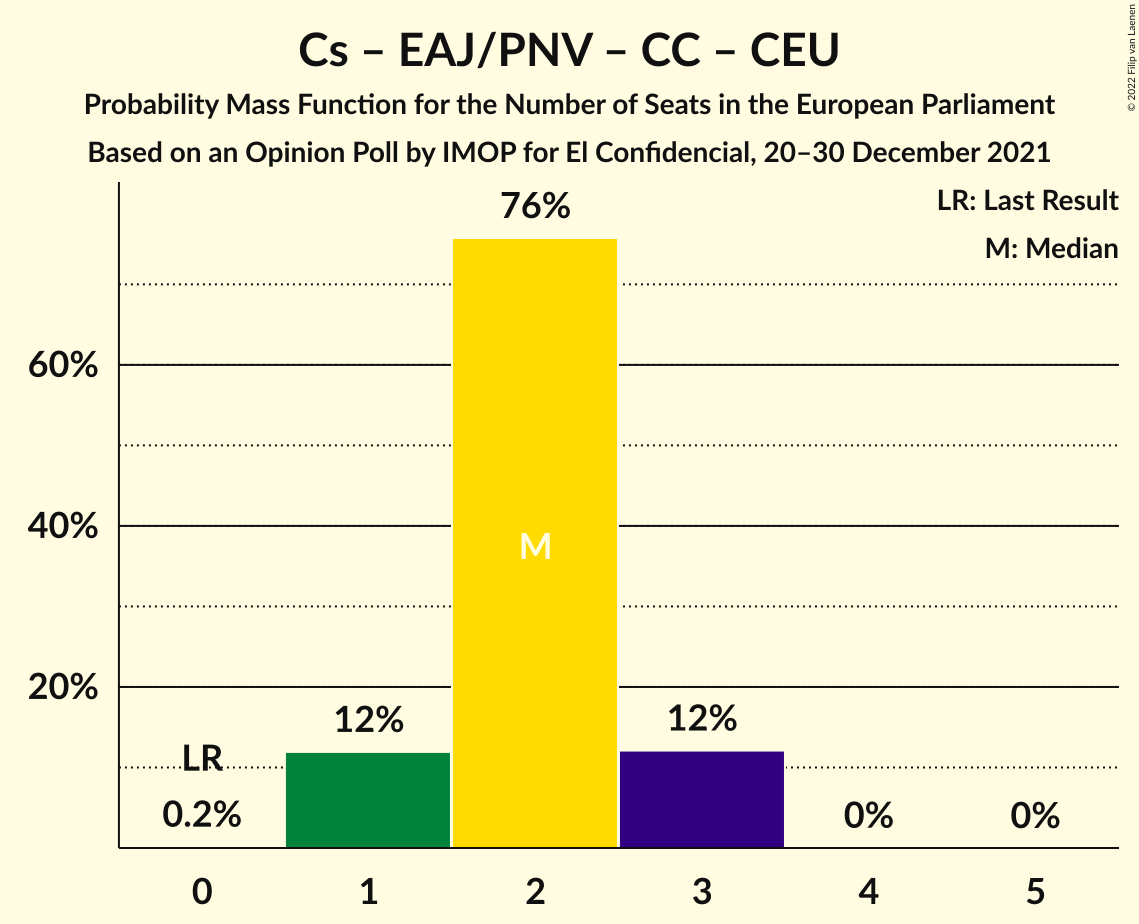 Cs – EAJ/PNV – CC – CEU
Probability Mass Function for the Number of Seats in the European Parliament
Based on an Opinion Poll by IMOP for El Confidencial, 20–30 December 2021
© 2022 Filip van Laenen
LR: Last Result
M: Median
76%
60%
40%
M
20%
12%
12%
LR
0.2%
0%
0%
0 1 2 3 4 5